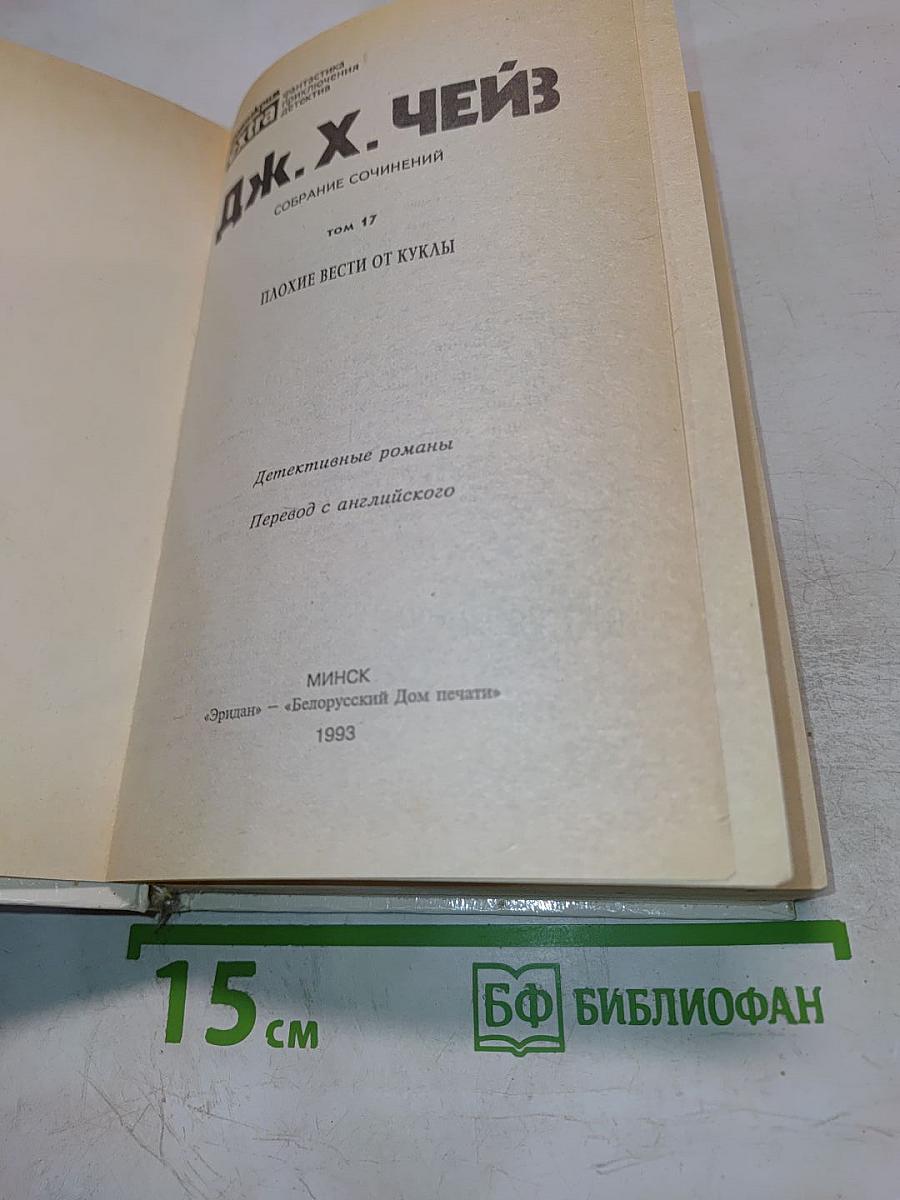 extra
фантастика
приключения
детектив
ДЖ. Х. ЧЕЙЗ
СОБРАНИЕ СОЧИНЕНИЙ
том 17
ПЛОХИЕ ВЕСТИ ОТ КУКЛЫ
Детективные романы
Перевод с английского
МИНСК
«Эридан» – «Белорусский Дом печати»
1993
15 см
БФ БИБЛИОФАН